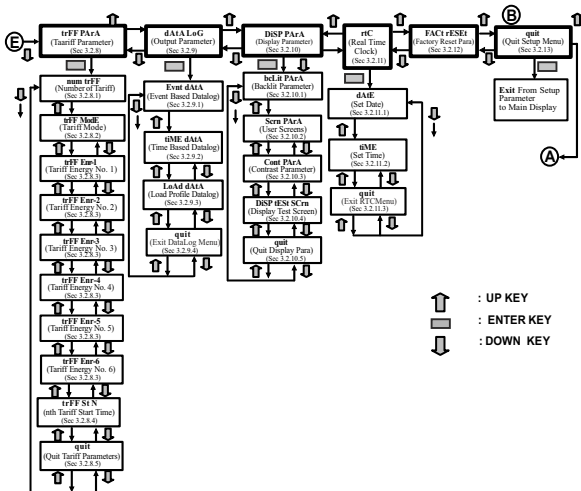 E
trFF PArA
(Taariff Parameter)
(Sec 3.2.8)
dAtA LoG
(Output Parameter)
(Sec 3.2.9)
DiSP PArA
(Display Parameter)
(Sec 3.2.10)
rtC
(Real Time
Clock)
(Sec 3.2.11)
FACt rESEt
(Factory Reset Para)
(Sec 3.2.12)
B
quit
(Quit Setup Menu)
(Sec 3.2.13)
num trFF
(Number of Tariff)
(Sec 3.2.8.1)
trFF ModE
(Tariff Mode)
(Sec 3.2.8.2)
trFF Enr-1
(Tariff Energy No. 1)
(Sec 3.2.8.3)
trFF Enr-2
(Tariff Energy No. 2)
(Sec 3.2.8.3)
trFF Enr-3
(Tariff Energy No. 3)
(Sec 3.2.8.3)
trFF Enr-4
(Tariff Energy No. 4)
(Sec 3.2.8.3)
trFF Enr-5
(Tariff Energy No. 5)
(Sec 3.2.8.3)
trFF Enr-6
(Tariff Energy No. 6)
(Sec 3.2.8.3)
trFF St N
(nth Tariff Start Time)
(Sec 3.2.8.4)
quit
(Quit Tariff Parameters)
(Sec 3.2.8.5)
Evnt dAtA
(Event Based Datalog)
(Sec 3.2.9.1)
tiME dAtA
(Time Based Datalog)
(Sec 3.2.9.2)
LoAd dAtA
(Load Profile Datalog)
(Sec 3.2.9.3)
quit
(Exit DataLog Menu)
(Sec 3.2.9.4)
bcLit PArA
(Backlit Parameter)
(Sec 3.2.10.1)
Scrn PArA
(User Screens)
(Sec 3.2.10.2)
Cont PArA
(Contrast Parameter)
(Sec 3.2.10.3)
DiSP tESt SCrn
(Display Test Screen)
(Sec 3.2.10.4)
quit
(Quit Display Para)
(Sec 3.2.10.5)
dAtE
(Set Date)
(Sec 3.2.11.1)
tiME
(Set Time)
(Sec 3.2.11.2)
quit
(Exit RTCMenu)
(Sec 3.2.11.3)
Exit From Setup
Parameter
to Main Display
A
: UP KEY
: ENTER KEY
: DOWN KEY